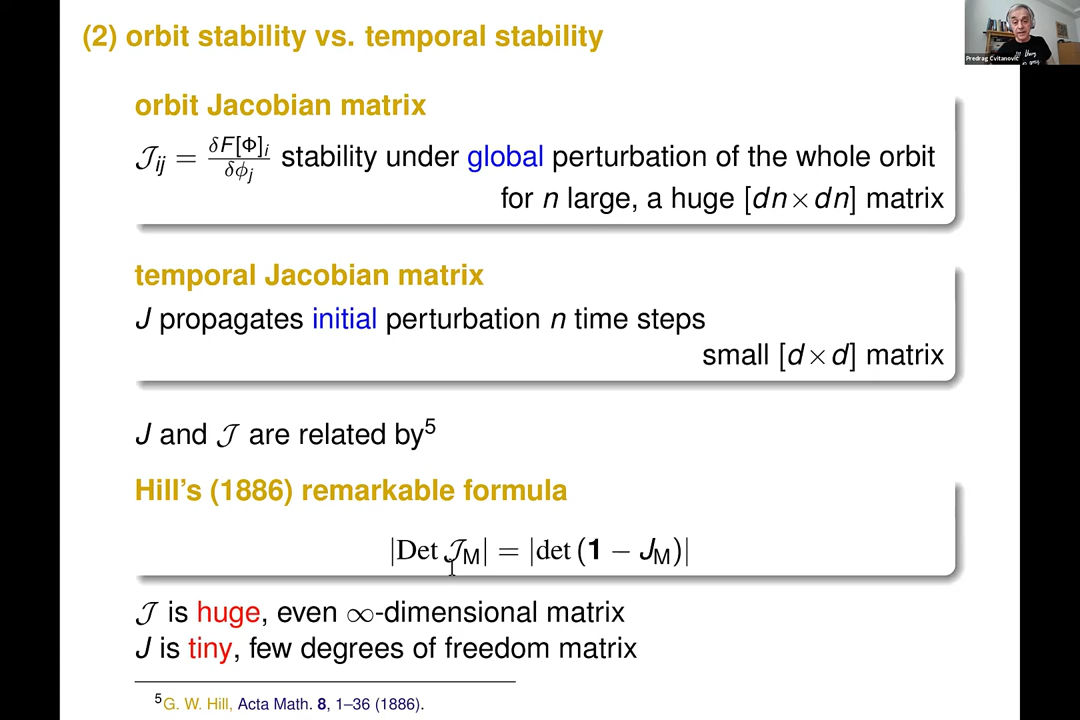 (2) orbit stability vs. temporal stability
Predrag Cvitanović
orbit Jacobian matrix
𝒥ij = δF[Φ]i / δϕj stability under global perturbation of the whole orbit
for n large, a huge [dn × dn] matrix
temporal Jacobian matrix
J propagates initial perturbation n time steps
small [d × d] matrix
J and 𝒥 are related by⁵
Hill's (1886) remarkable formula
|Det 𝒥M| = |det (1 − JM)|
𝒥 is huge, even ∞-dimensional matrix
J is tiny, few degrees of freedom matrix
⁵G. W. Hill, Acta Math. 8, 1–36 (1886).